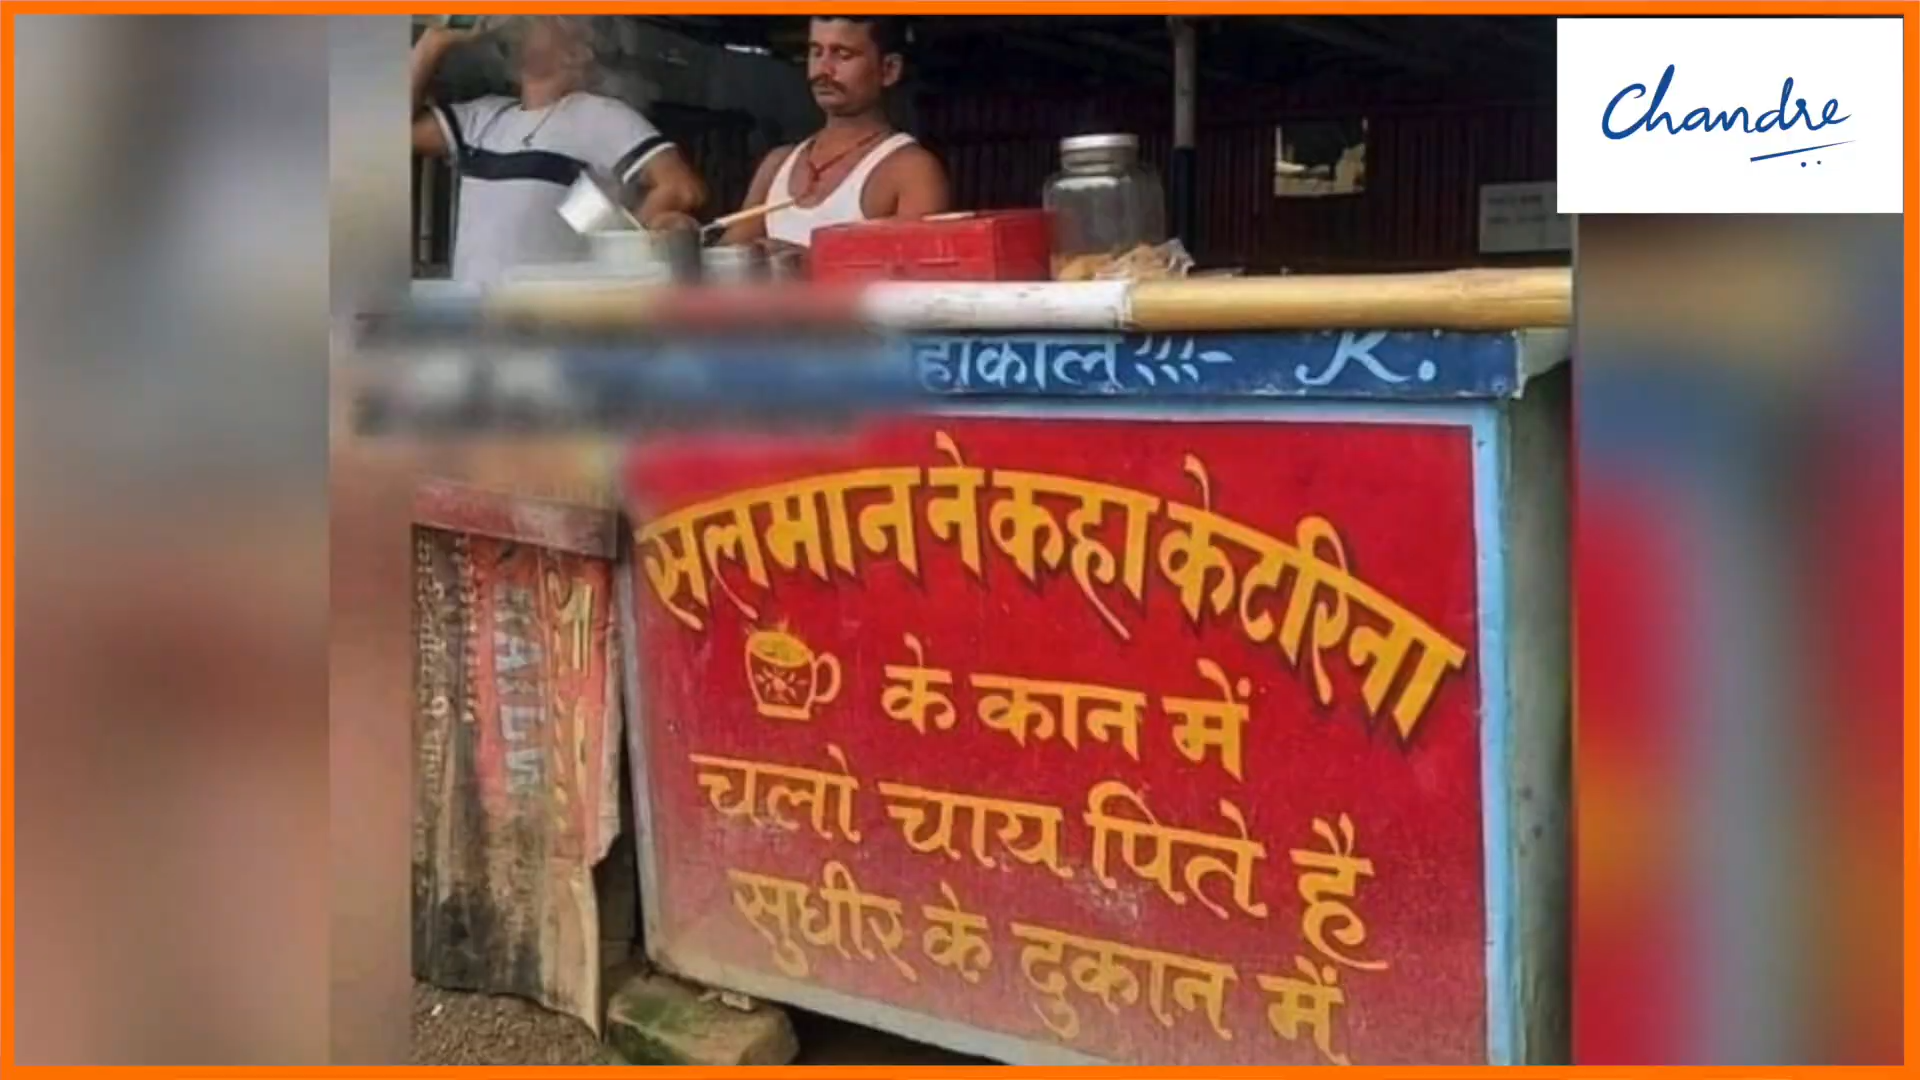 Chandre
हाकाल !!!- K.
सलमान ने कहा केटरिना
के कान में
चलो चाय पिते है
सुधीर के दुकान में